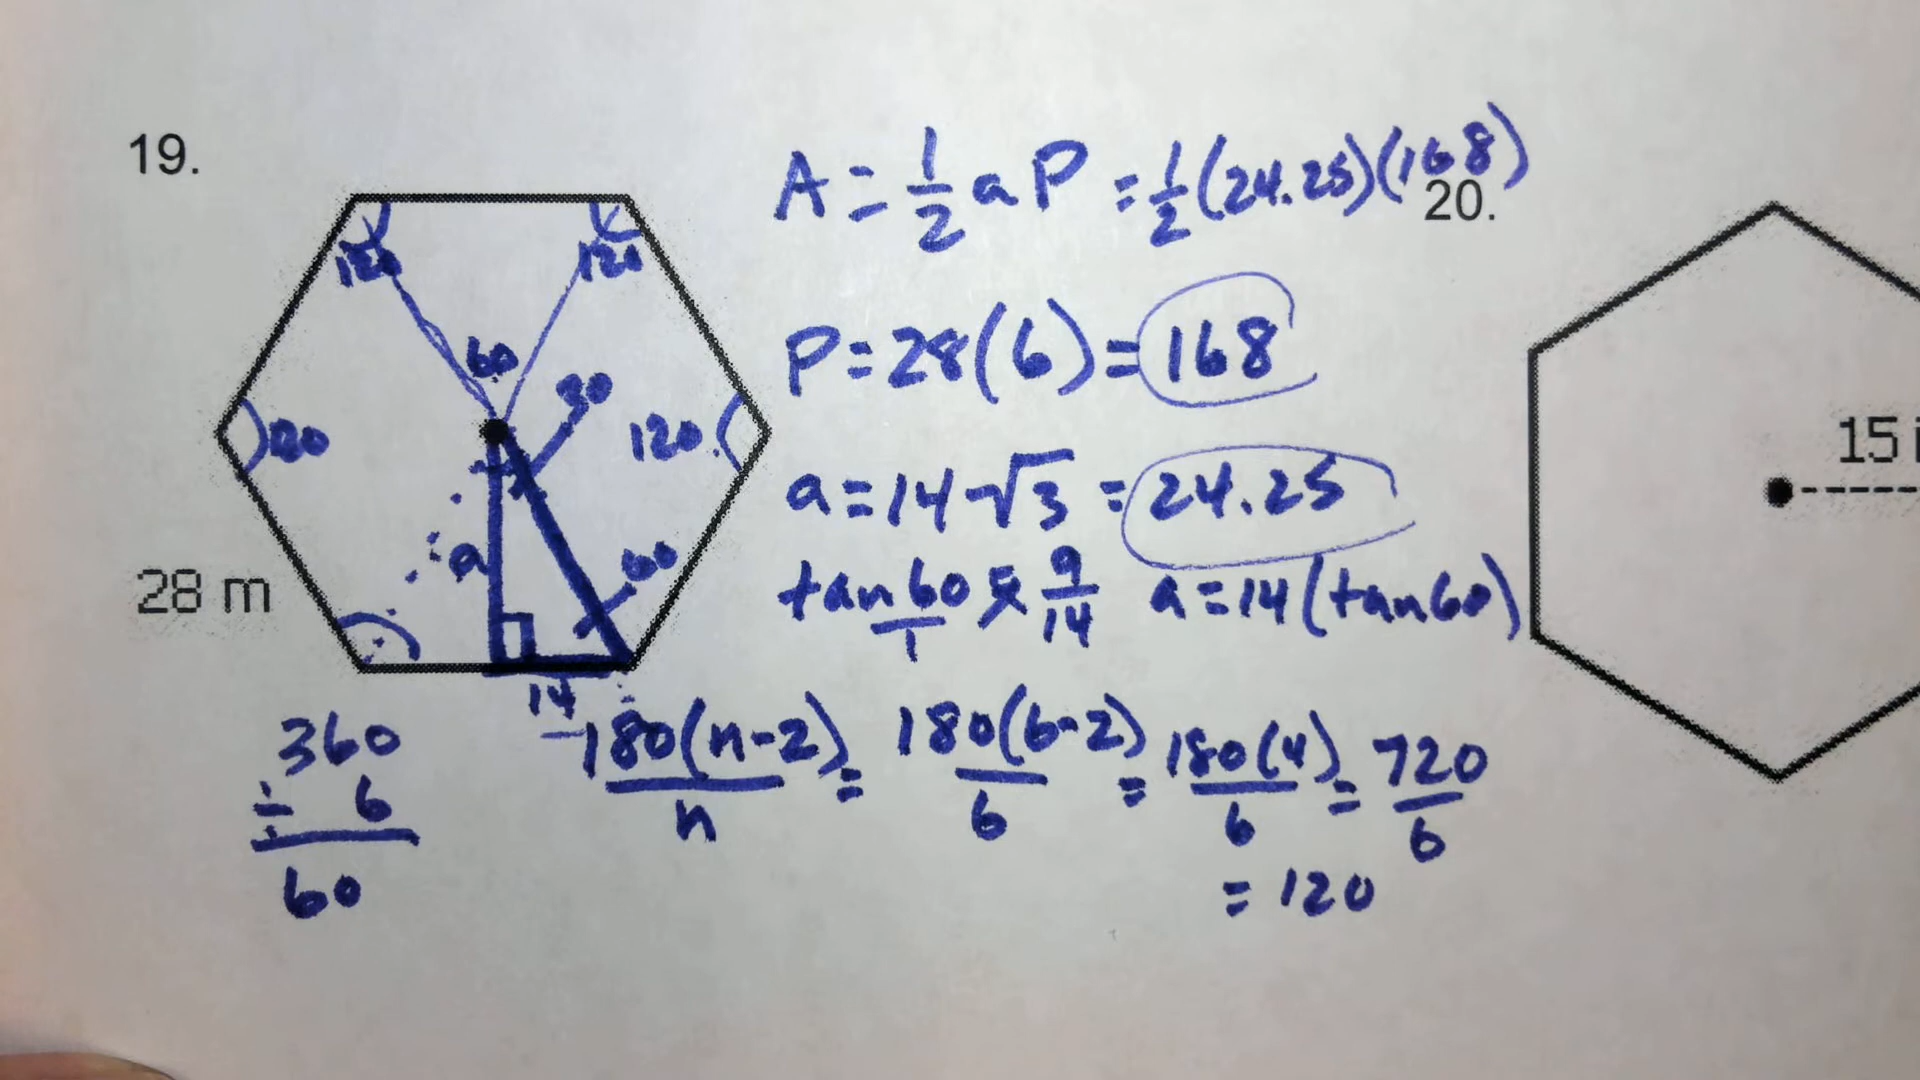 19.
A = 1/2 a P = 1/2 (24.25)(168)
20.
120 120
P = 28(6) = 168
60
30
120 120
15 i
a = 14 √3 = 24.25
a
60
28 m
tan 60/1 = a/14 a = 14 (tan 60)
14
360
÷ 6
60
180(n-2)/n = 180(6-2)/6 = 180(4)/6 = 720/6
= 120